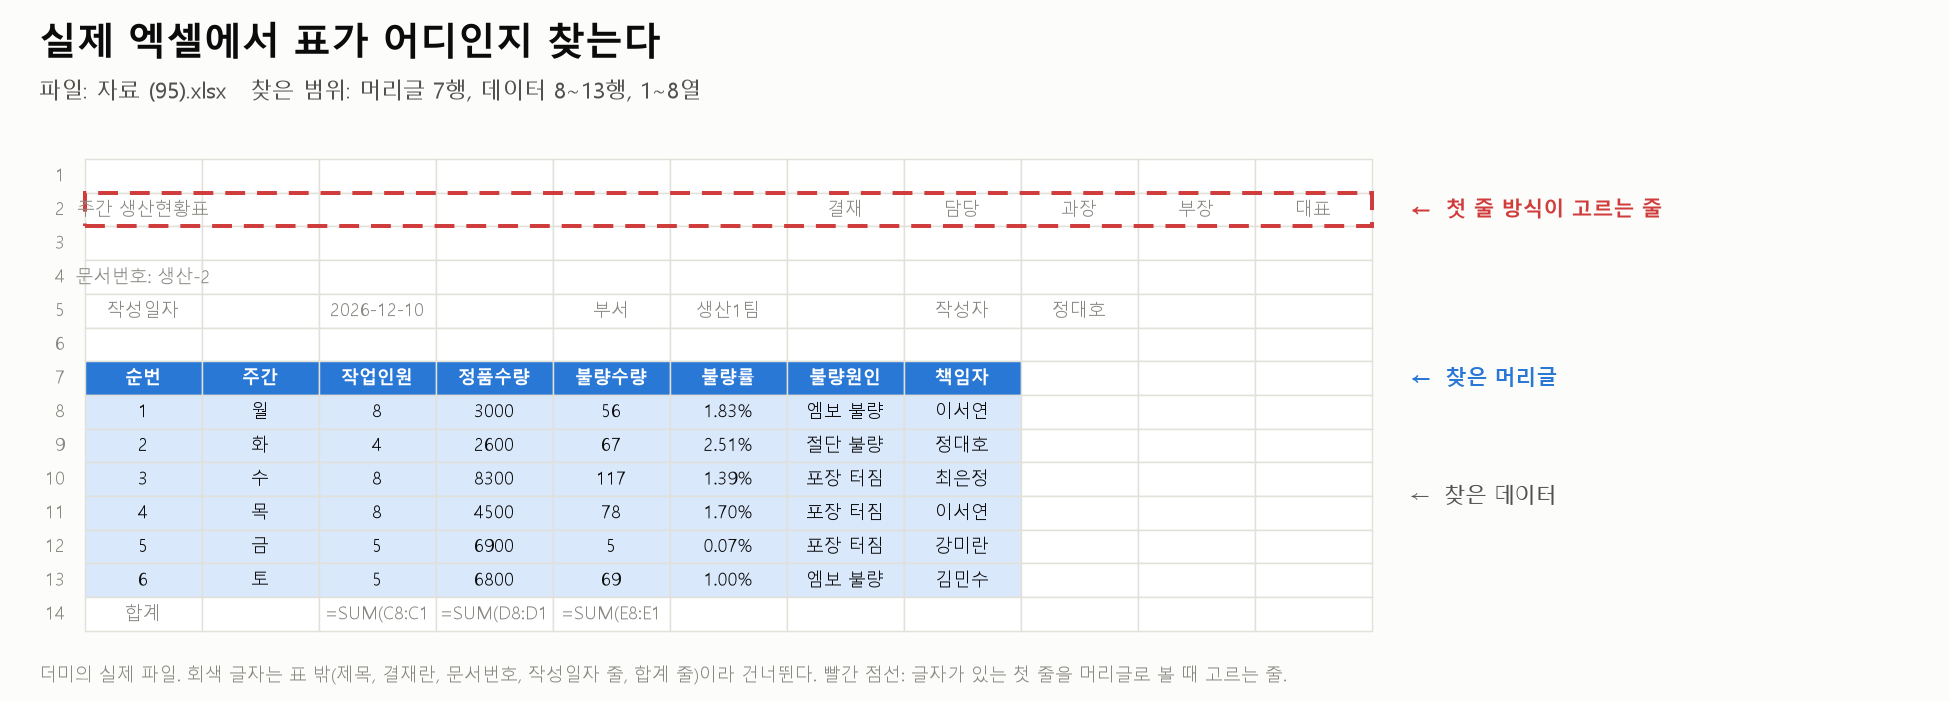 실제 엑셀에서 표가 어디인지 찾는다
파일: 자료 (95).xlsx 찾은 범위: 머리글 7행, 데이터 8~13행, 1~8열
1
2 주간 생산현황표 결재 담당 과장 부장 대표 ← 첫 줄 방식이 고르는 줄
3
4 문서번호: 생산-2
5 작성일자 2026-12-10 부서 생산1팀 작성자 정대호
6
7 순번 주간 작업인원 정품수량 불량수량 불량률 불량원인 책임자 ← 찾은 머리글
8 1 월 8 3000 56 1.83% 엠보 불량 이서연
9 2 화 4 2600 67 2.51% 절단 불량 정대호
10 3 수 8 8300 117 1.39% 포장 터짐 최은정
← 찾은 데이터
11 4 목 8 4500 78 1.70% 포장 터짐 이서연
12 5 금 5 6900 5 0.07% 포장 터짐 강미란
13 6 토 5 6800 69 1.00% 엠보 불량 김민수
14 합계 =SUM(C8:C1 =SUM(D8:D1 =SUM(E8:E1
더미의 실제 파일. 회색 글자는 표 밖(제목, 결재란, 문서번호, 작성일자 줄, 합계 줄)이라 건너뛴다. 빨간 점선: 글자가 있는 첫 줄을 머리글로 볼 때 고르는 줄.